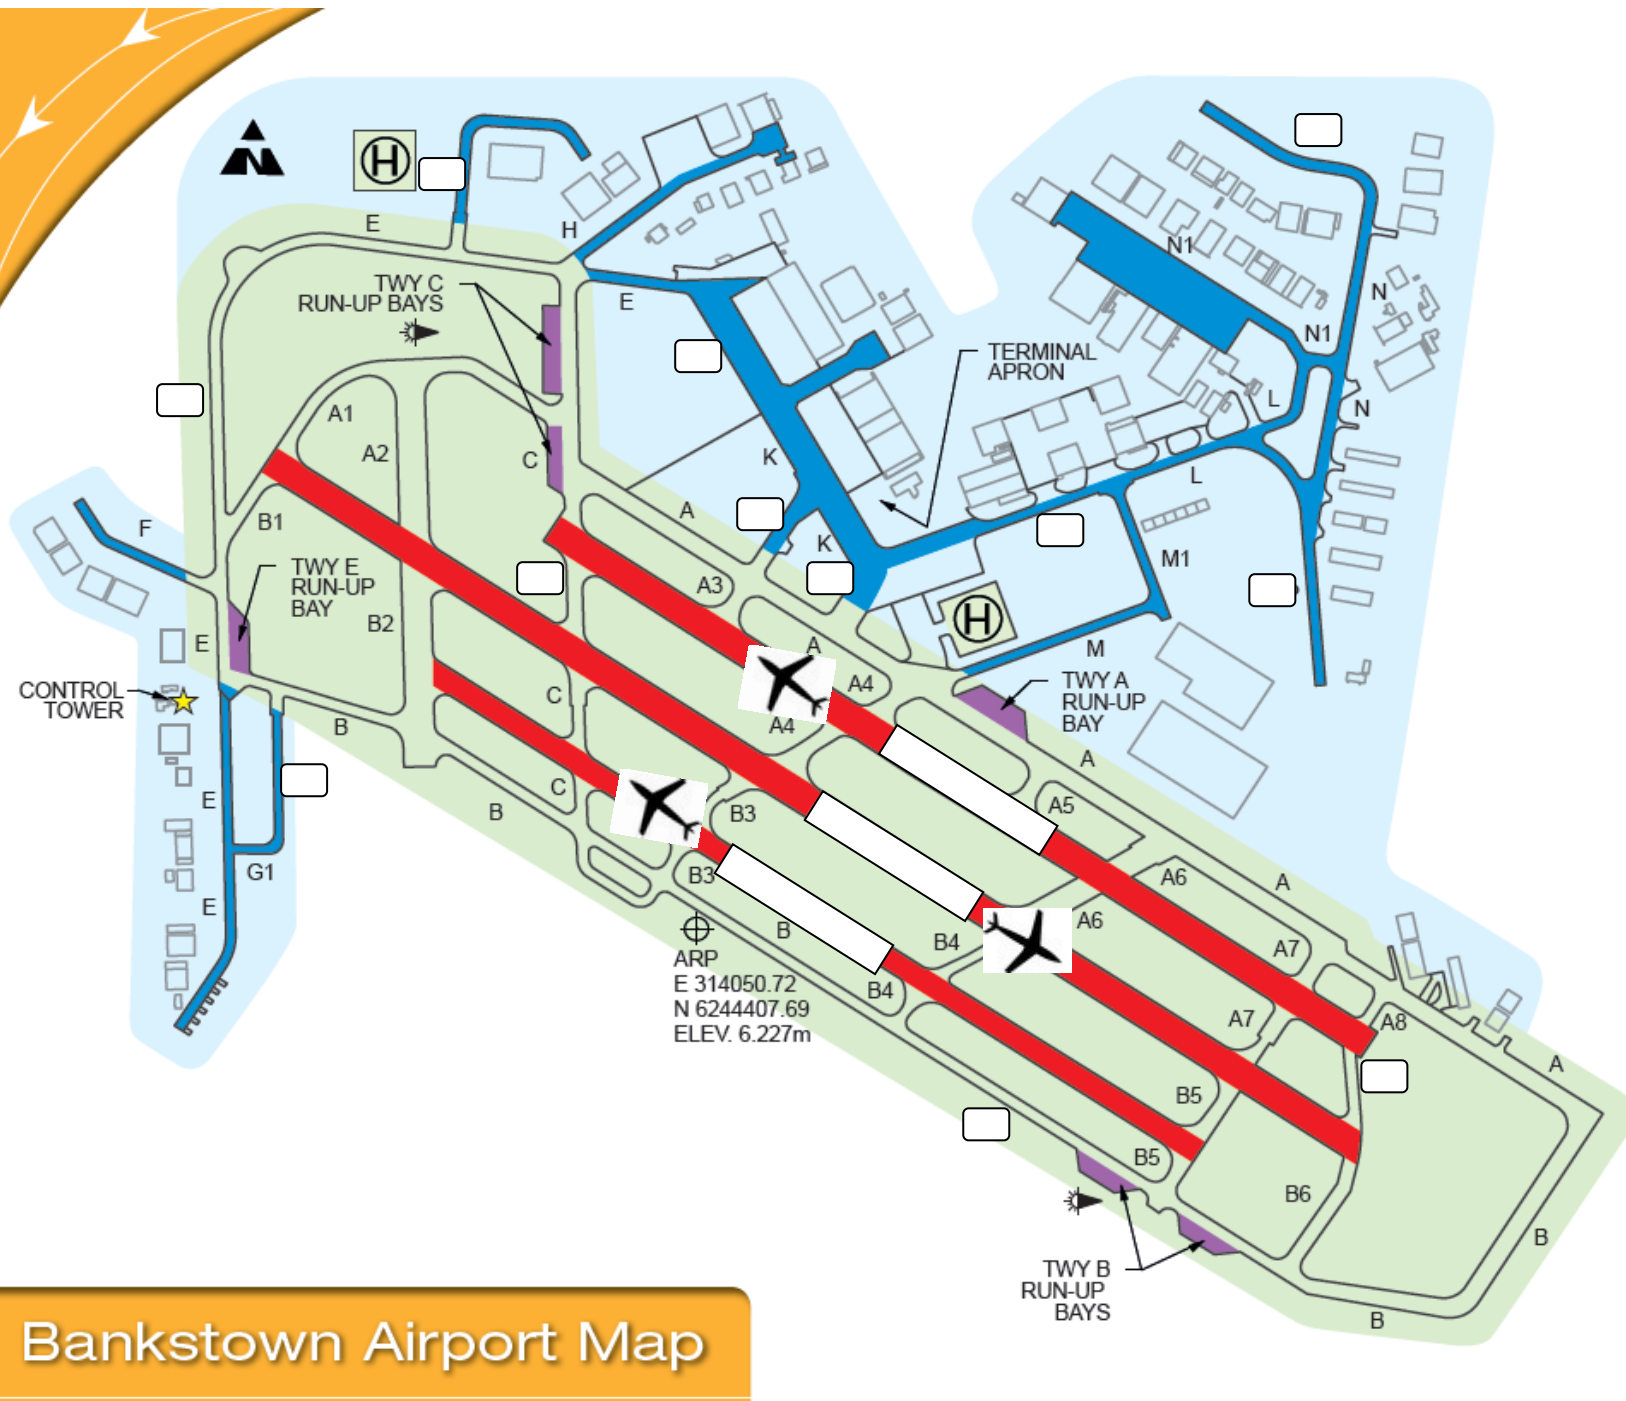 N
H
E
H
TWY C
RUN-UP BAYS
E
N1
N
N1
TERMINAL
APRON
L
N
A1
A2
C
K
L
A
B1
F
K
M1
TWY E
RUN-UP
BAY
A3
H
B2
E
A
M
CONTROL
TOWER
A4
TWY A
RUN-UP
BAY
C
A4
B
A
C
E
A5
B
B3
G1
B3
A6
A
E
A6
B
B4
A7
ARP
E 314050.72
N 6244407.69
ELEV. 6.227m
B4
A7
A8
A
B5
B5
B6
B
TWY B
RUN-UP
BAYS
B
Bankstown Airport Map